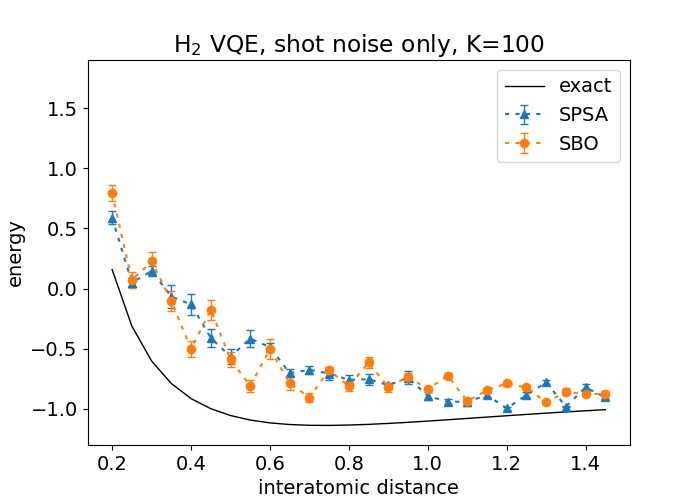 H₂ VQE, shot noise only, K=100
exact
SPSA
SBO
energy
1.5
1.0
0.5
0.0
−0.5
−1.0
0.2 0.4 0.6 0.8 1.0 1.2 1.4
interatomic distance